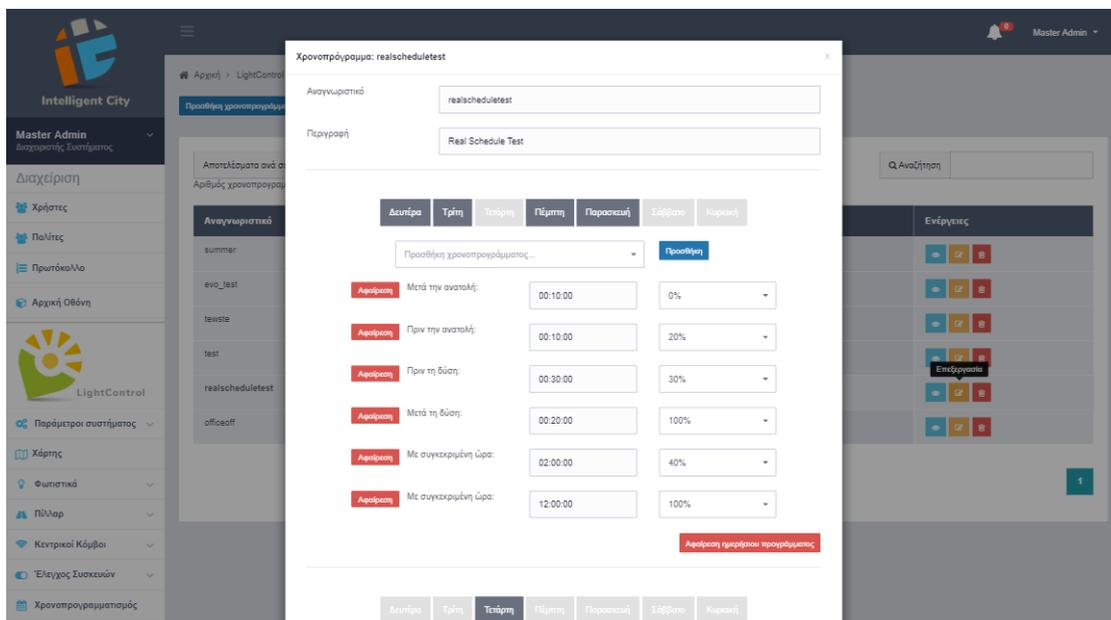 Intelligent City
Master Admin
Διαχειριστής Συστήματος
Διαχείριση
Χρήστες
Πολίτες
Πρωτόκολλο
Αρχική Οθόνη
LightControl
Παράμετροι συστήματος
Χάρτης
Φωτιστικά
Πίλλαρ
Κεντρικοί Κόμβοι
Έλεγχος Συσκευών
Χρονοπρογραμματισμός
0
Master Admin
Αρχική > LightControl
Προσθήκη χρονοπρογράμμα
Αποτελέσματα ανά σ
Αριθμός χρονοπρογραμ
Αναζήτηση
Αναγνωριστικό
Ενέργειες
summer
evo_test
tewste
test
Επεξεργασία
realscheduletest
officeoff
1
Χρονοπρόγραμμα: realscheduletest
x
Αναγνωριστικό
realscheduletest
Περιγραφή
Real Schedule Test
Δευτέρα Τρίτη Τετάρτη Πέμπτη Παρασκευή Σάββατο Κυριακή
Προσθήκη χρονοπρογράμματος... Προσθήκη
Αφαίρεση Μετά την ανατολή: 00:10:00 0%
Αφαίρεση Πριν την ανατολή: 00:10:00 20%
Αφαίρεση Πριν τη δύση: 00:30:00 30%
Αφαίρεση Μετά τη δύση: 00:20:00 100%
Αφαίρεση Με συγκεκριμένη ώρα: 02:00:00 40%
Αφαίρεση Με συγκεκριμένη ώρα: 12:00:00 100%
Αφαίρεση ημερήσιου προγράμματος
Δευτέρα Τρίτη Τετάρτη Πέμπτη Παρασκευή Σάββατο Κυριακή